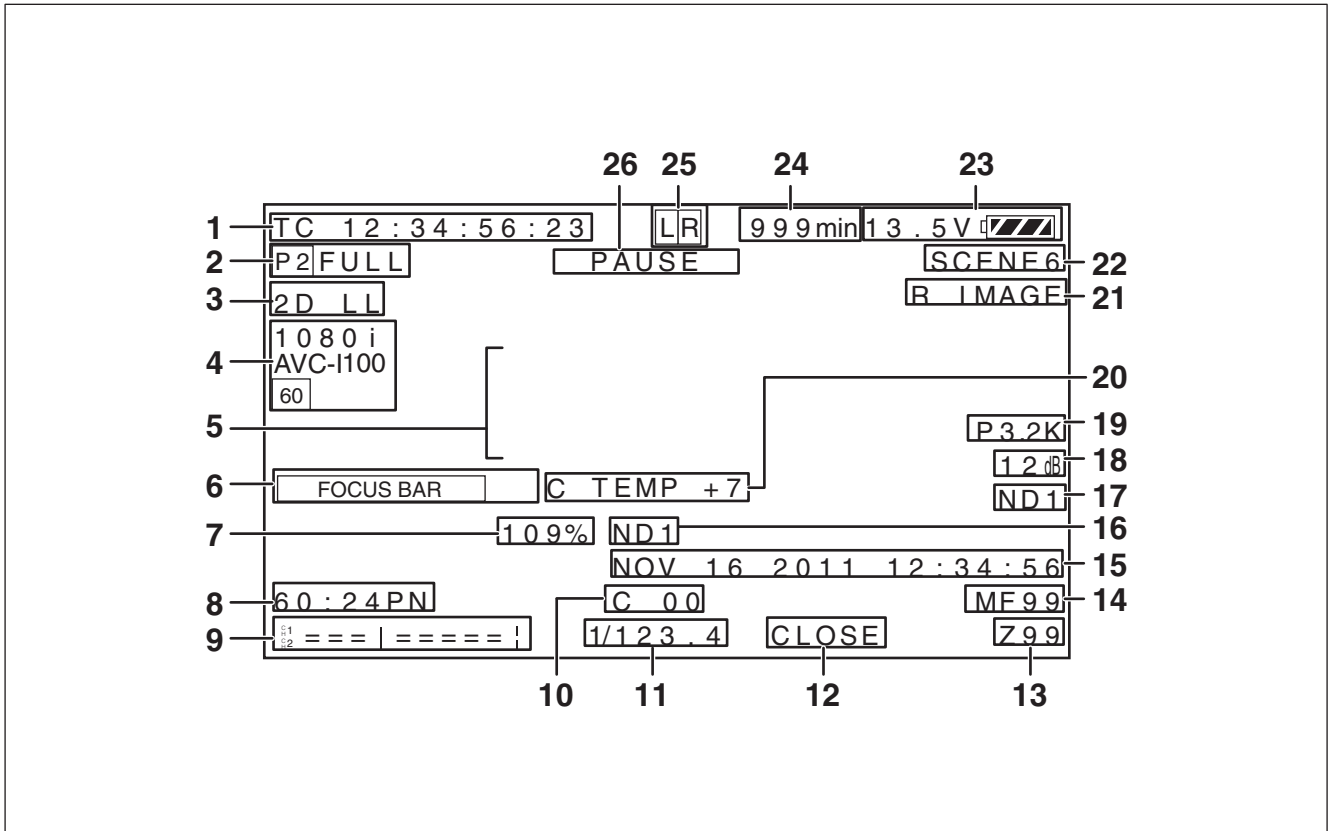 26 25 24 23
1 TC 12:34:56:23 LR 999min 13.5V
2 P2 FULL PAUSE SCENE6 22
3 2D LL R IMAGE 21
1080i
4 AVC-I100
60
20
5
P3.2K 19
12dB 18
6 FOCUS BAR C TEMP +7
ND1 17
7 109% ND1 16
NOV 16 2011 12:34:56 15
8 60:24PN C 00 MF99 14
9 CH1 CH2 ===|=====¦ 1/123.4 CLOSE Z99
10 11 12 13